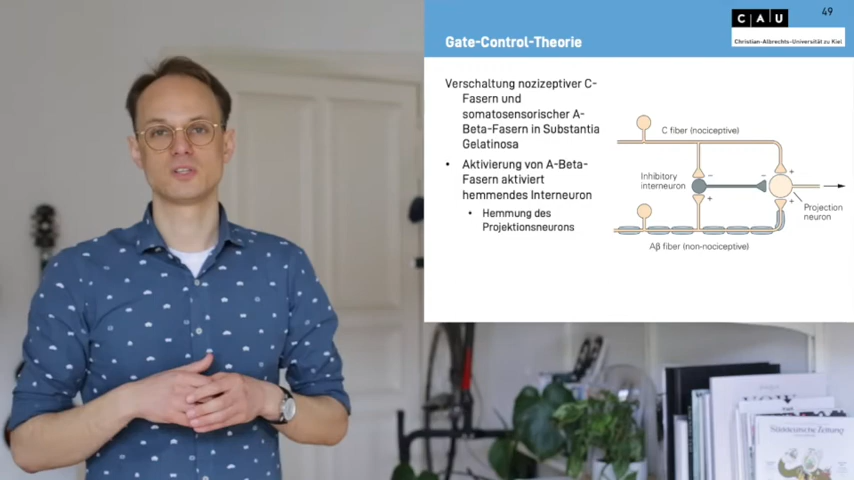 49
CAU
Christian-Albrechts-Universität zu Kiel
Gate-Control-Theorie
Verschaltung nozizeptiver C-
Fasern und
somatosensorischer A-
Beta-Fasern in Substantia
Gelatinosa
• Aktivierung von A-Beta-
Fasern aktiviert
hemmendes Interneuron
• Hemmung des
Projektionsneurons
C fiber (nociceptive)
Inhibitory
interneuron
− − +
+ +
Projection
neuron
Aβ fiber (non-nociceptive)
Süddeutsche Zeitung